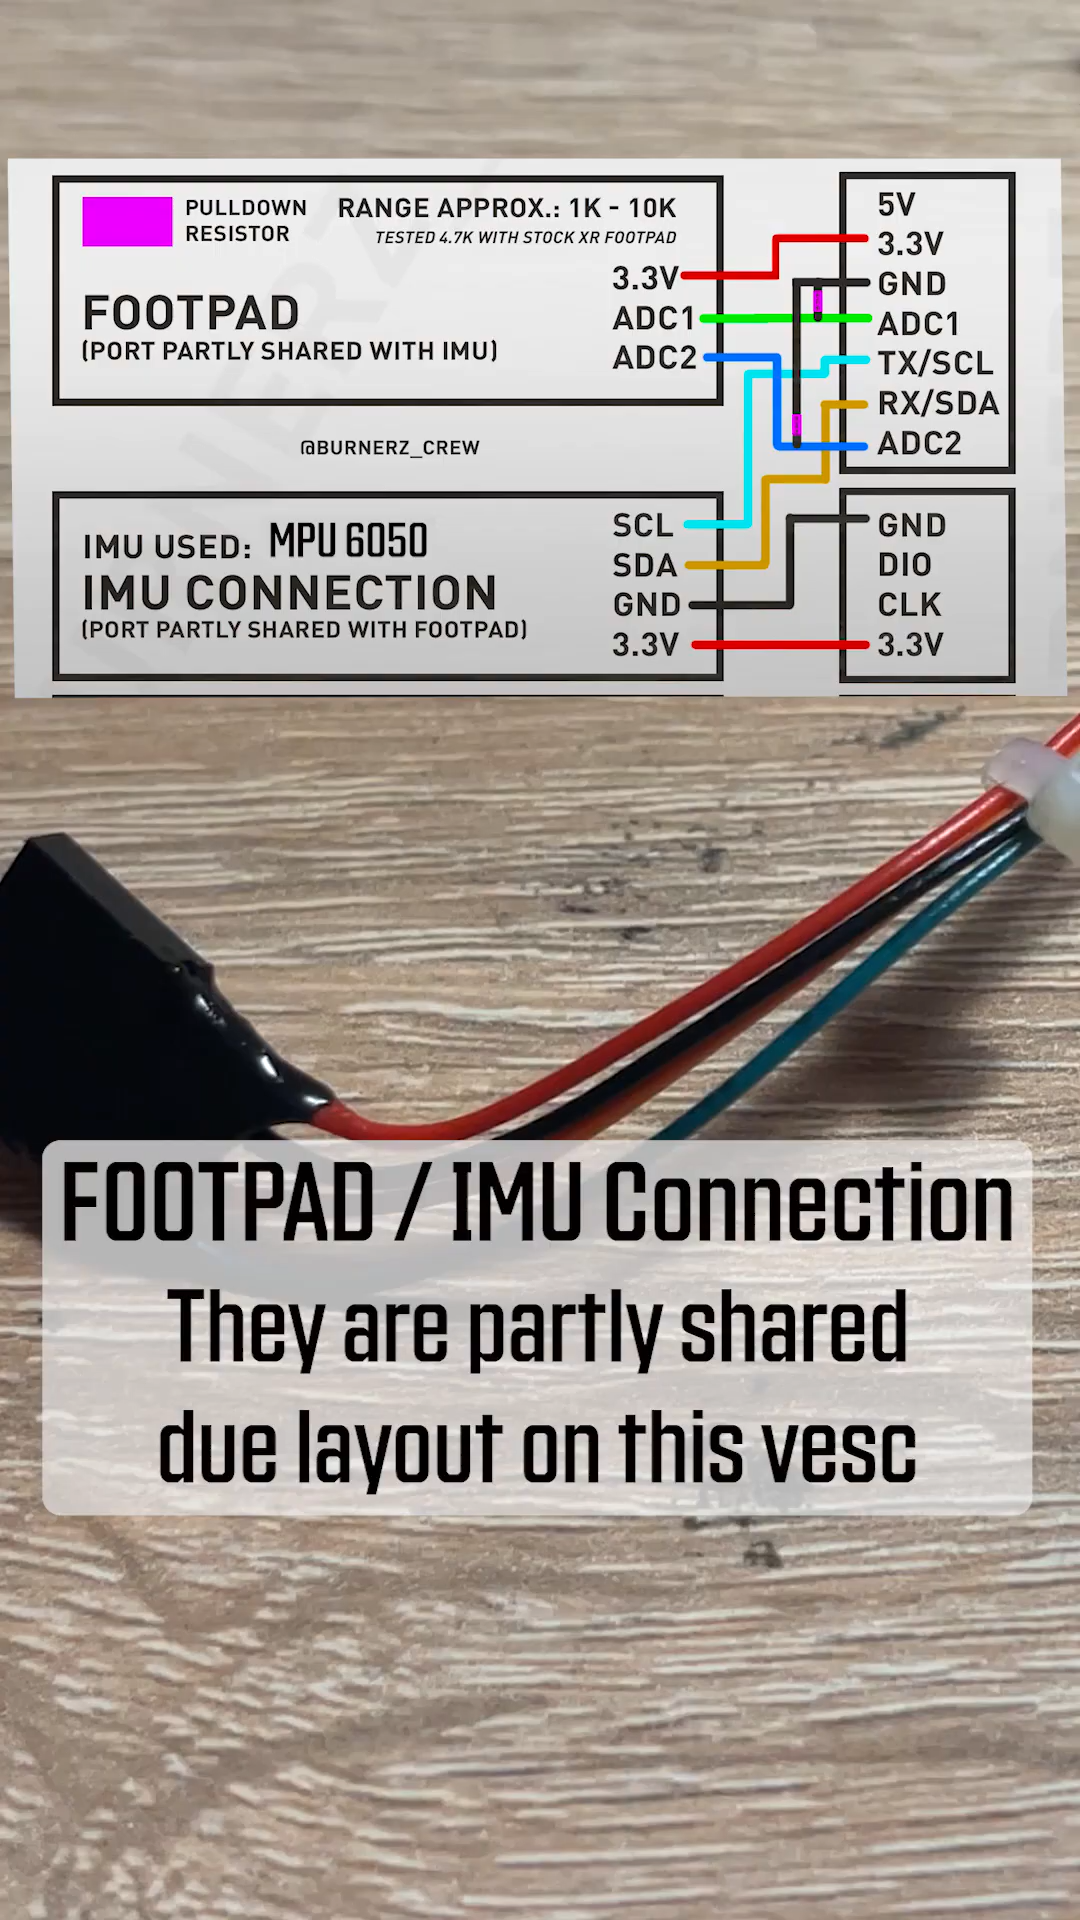 PULLDOWN
RESISTOR
RANGE APPROX.: 1K - 10K
TESTED 4.7K WITH STOCK XR FOOTPAD
FOOTPAD
(PORT PARTLY SHARED WITH IMU)
3.3V
ADC1
ADC2
5V
3.3V
GND
ADC1
TX/SCL
RX/SDA
ADC2
@BURNERZ_CREW
IMU USED: MPU 6050
IMU CONNECTION
(PORT PARTLY SHARED WITH FOOTPAD)
SCL
SDA
GND
3.3V
GND
DIO
CLK
3.3V
FOOTPAD / IMU Connection
They are partly shared
due layout on this vesc